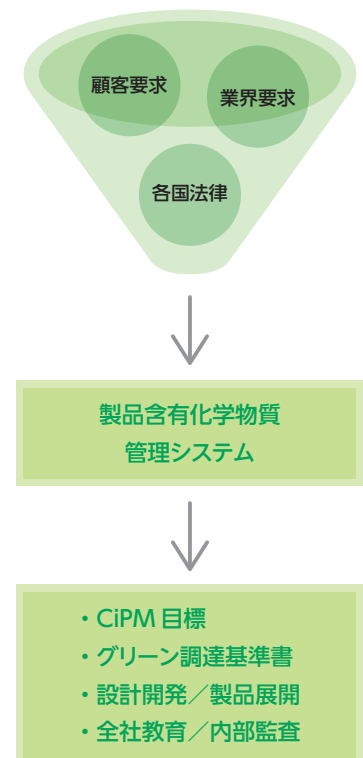 顧客要求
業界要求
各国法律
製品含有化学物質
管理システム
・CiPM 目標
・グリーン調達基準書
・設計開発／製品展開
・全社教育／内部監査